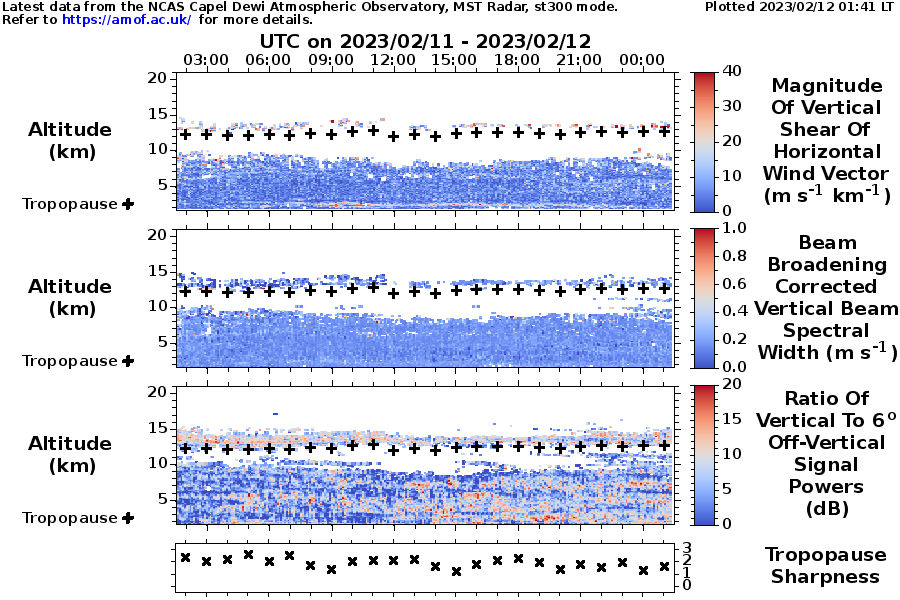 Latest data from the NCAS Capel Dewi Atmospheric Observatory, MST Radar, st300 mode.
Plotted 2023/02/12 01:41 LT
Refer to https://amof.ac.uk/ for more details.
UTC on 2023/02/11 - 2023/02/12
03:00 06:00 09:00 12:00 15:00 18:00 21:00 00:00
20
15
10
5
Altitude
(km)
Tropopause
40
30
20
10
0
Magnitude
Of Vertical
Shear Of
Horizontal
Wind Vector
(m s-1 km-1)
20
15
10
5
Altitude
(km)
Tropopause
1.0
0.8
0.6
0.4
0.2
0.0
Beam
Broadening
Corrected
Vertical Beam
Spectral
Width (m s-1)
20
15
10
5
Altitude
(km)
Tropopause
20
15
10
5
0
Ratio Of
Vertical To 6o
Off-Vertical
Signal
Powers
(dB)
3
2
1
0
Tropopause
Sharpness